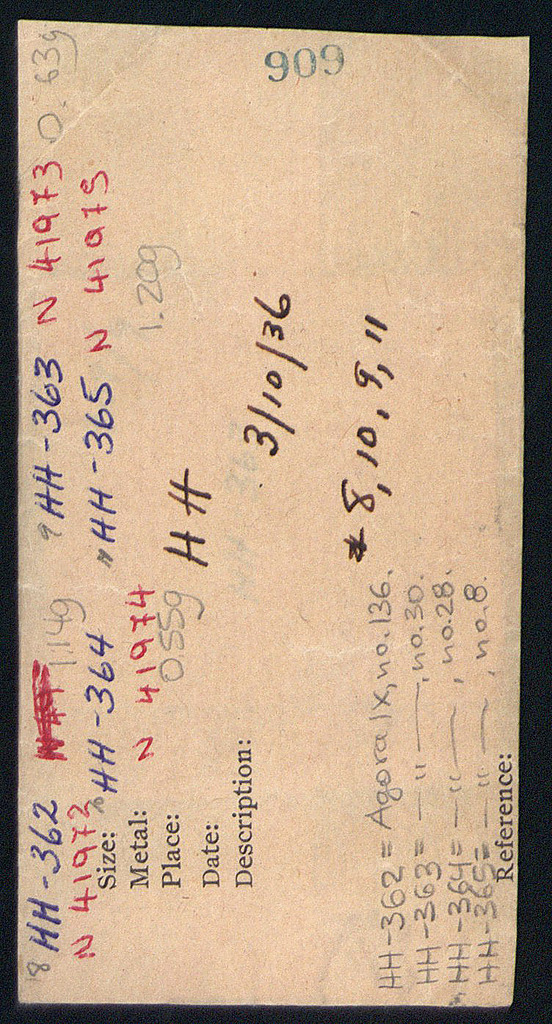 909
8 HH-362 1.14g 9 HH-363 N 41973 0.63g
N 41972
HH-364 11 HH-365 N 41975
Size:
Metal: N 41974 1.20g
Place: 0.55g HH
Date:
Description: 3/10/36
* 8, 10, 9, 11
HH-362 = Agora IX, no. 136.
HH-363 = — " —, no. 30.
HH-364 = — " —, no. 28.
HH-365 = — " —, no. 8.
Reference: